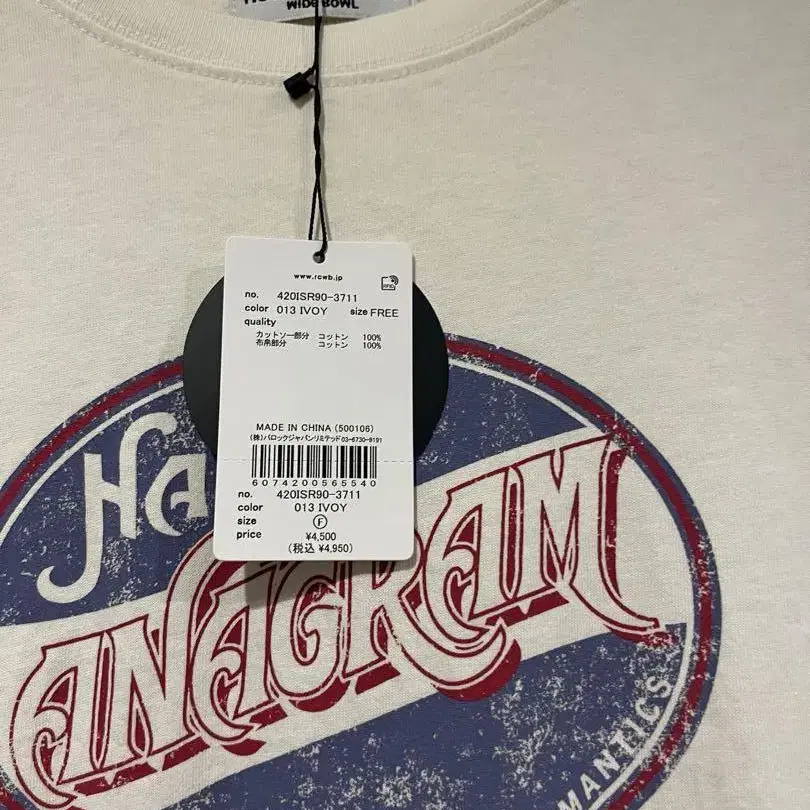 WIDE BOWL
www.rcwb.jp
RFID
no. 420ISR90-3711
color 013 IVOY size FREE
quality
カットソー部分 コットン 100%
布帛部分 コットン 100%
MADE IN CHINA (500106)
(株)バロックジャパンリミテッド03-6730-9191
6074200565540
no. 420ISR90-3711
color 013 IVOY
size F
price ¥4,500
(税込 ¥4,950)
HA
ANAGRAM
MANTICS